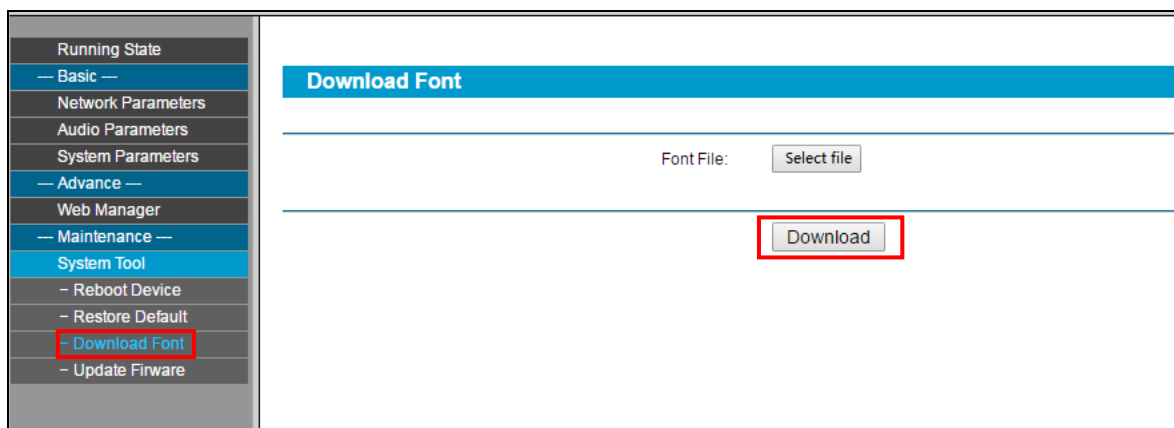 Running State
--- Basic ---
Network Parameters
Audio Parameters
System Parameters
--- Advance ---
Web Manager
--- Maintenance ---
System Tool
− Reboot Device
− Restore Default
− Download Font
− Update Firware
Download Font
Font File: Select file
Download